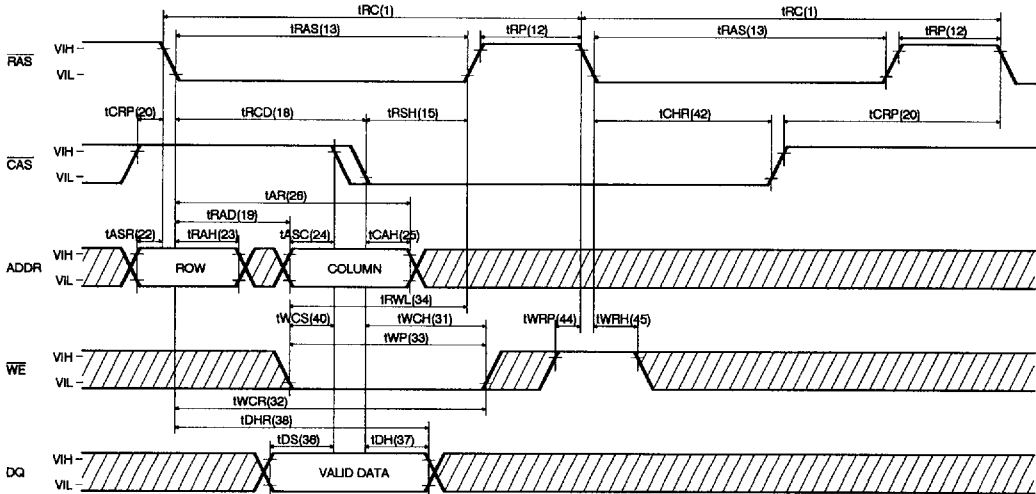 tRC(1) tRC(1)
tRAS(13) tRP(12) tRAS(13) tRP(12)
RAS VIH
VIL
tCRP(20) tRCD(18) tRSH(15) tCHR(42) tCRP(20)
CAS VIH
VIL
tAR(26)
tRAD(19)
tASR(22) tRAH(23) tASC(24) tCAH(25)
ADDR VIH
VIL
ROW COLUMN
tRWL(34)
tWCS(40) tWCH(31) tWRP(44) tWRH(45)
tWP(33)
WE VIH
VIL
tWCR(32)
tDHR(38)
tDS(36) tDH(37)
DQ VIH
VIL
VALID DATA